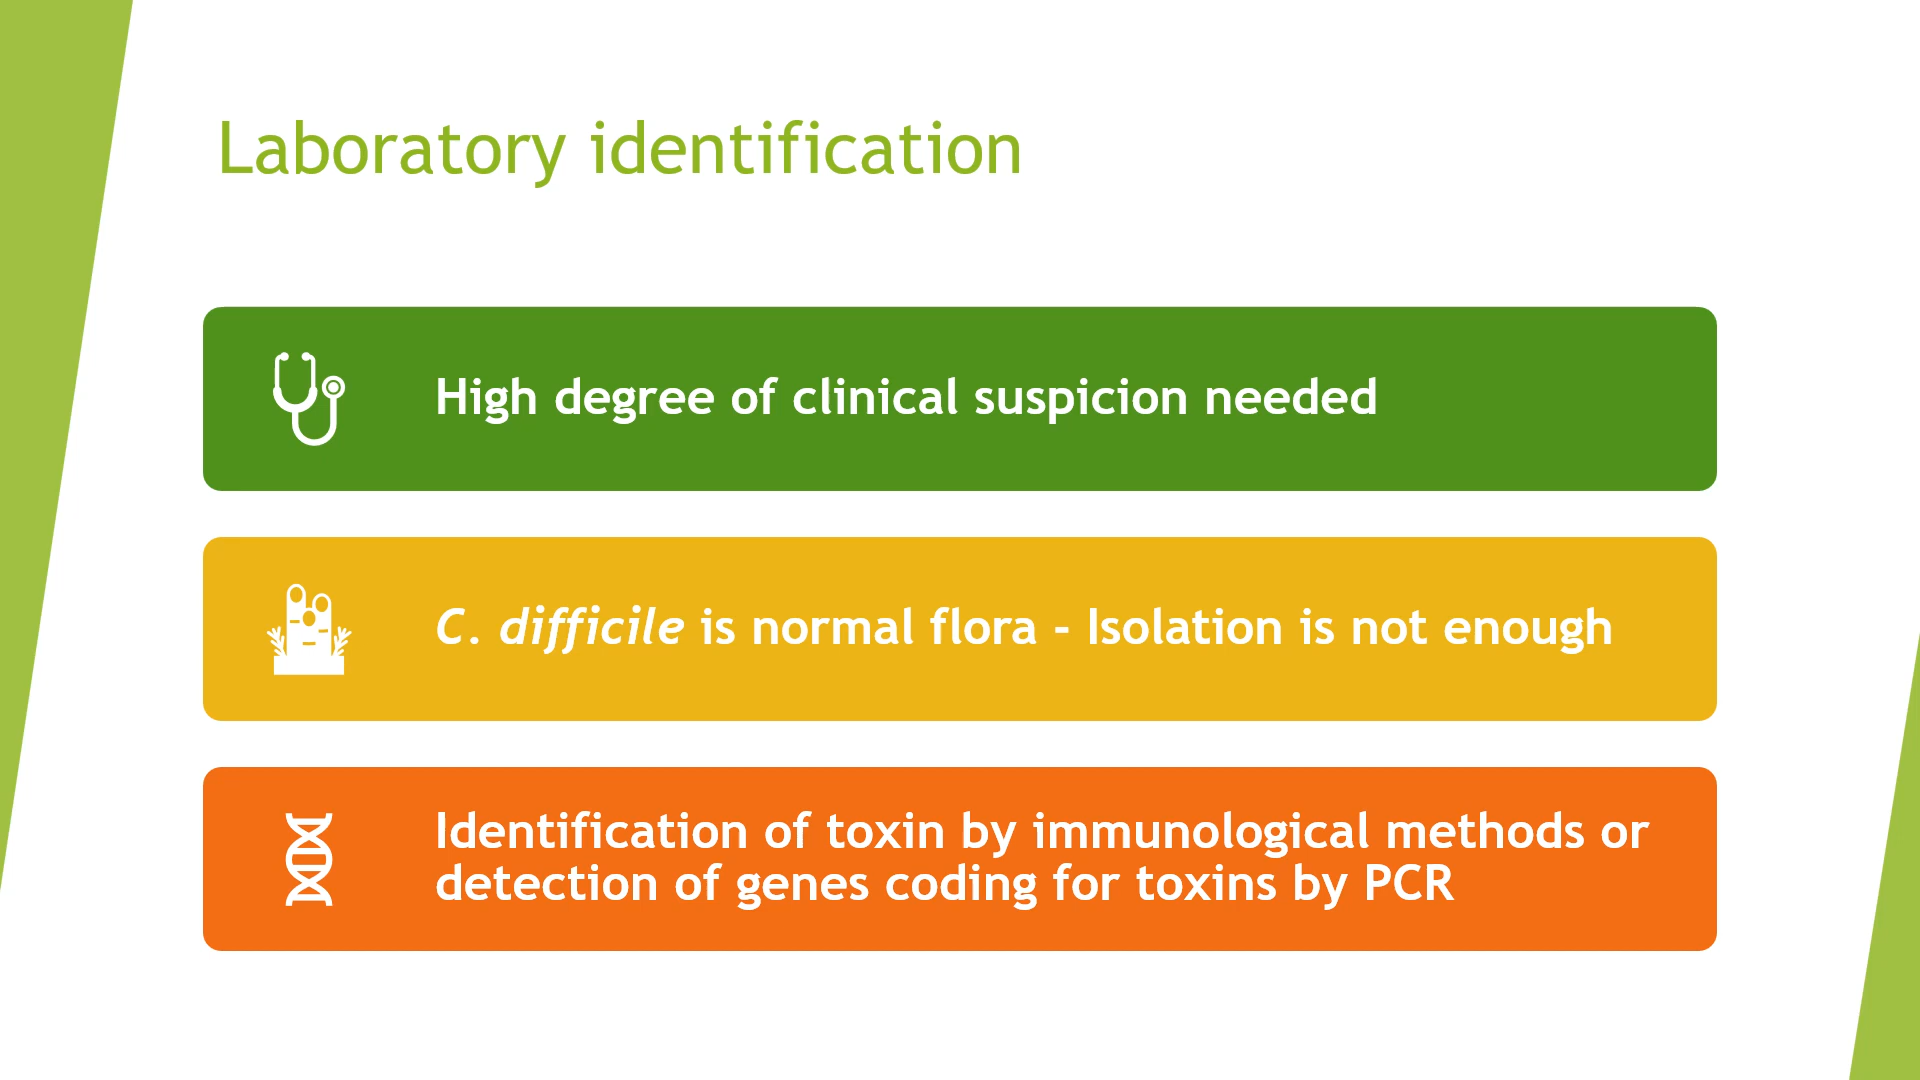 Laboratory identification
High degree of clinical suspicion needed
C. difficile is normal flora - Isolation is not enough
Identification of toxin by immunological methods or
detection of genes coding for toxins by PCR